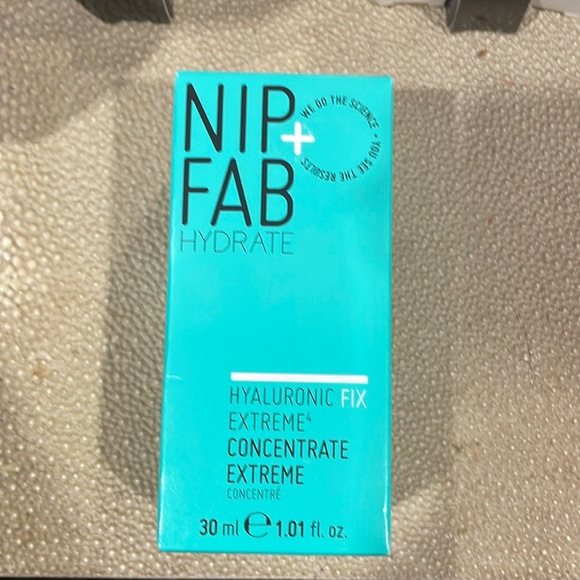 NIP+
FAB
HYDRATE
WE DO THE SCIENCE • YOU SEE THE RESULTS
HYALURONIC FIX
EXTREME⁴
CONCENTRATE
EXTREME
CONCENTRÉ
30 ml ℮ 1.01 fl. oz.